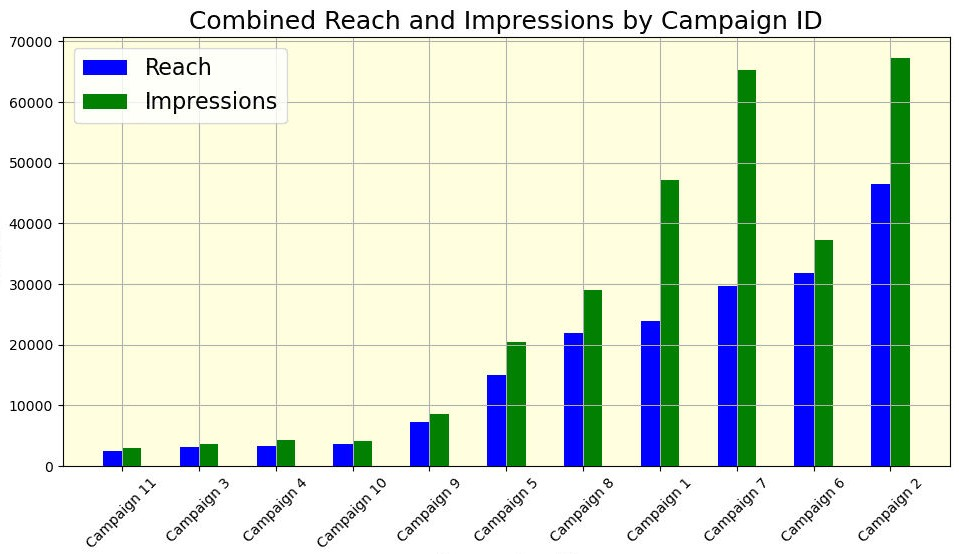 Combined Reach and Impressions by Campaign ID
Reach
Impressions
70000
60000
50000
40000
30000
20000
10000
0
Campaign 11
Campaign 3
Campaign 4
Campaign 10
Campaign 9
Campaign 5
Campaign 8
Campaign 1
Campaign 7
Campaign 6
Campaign 2